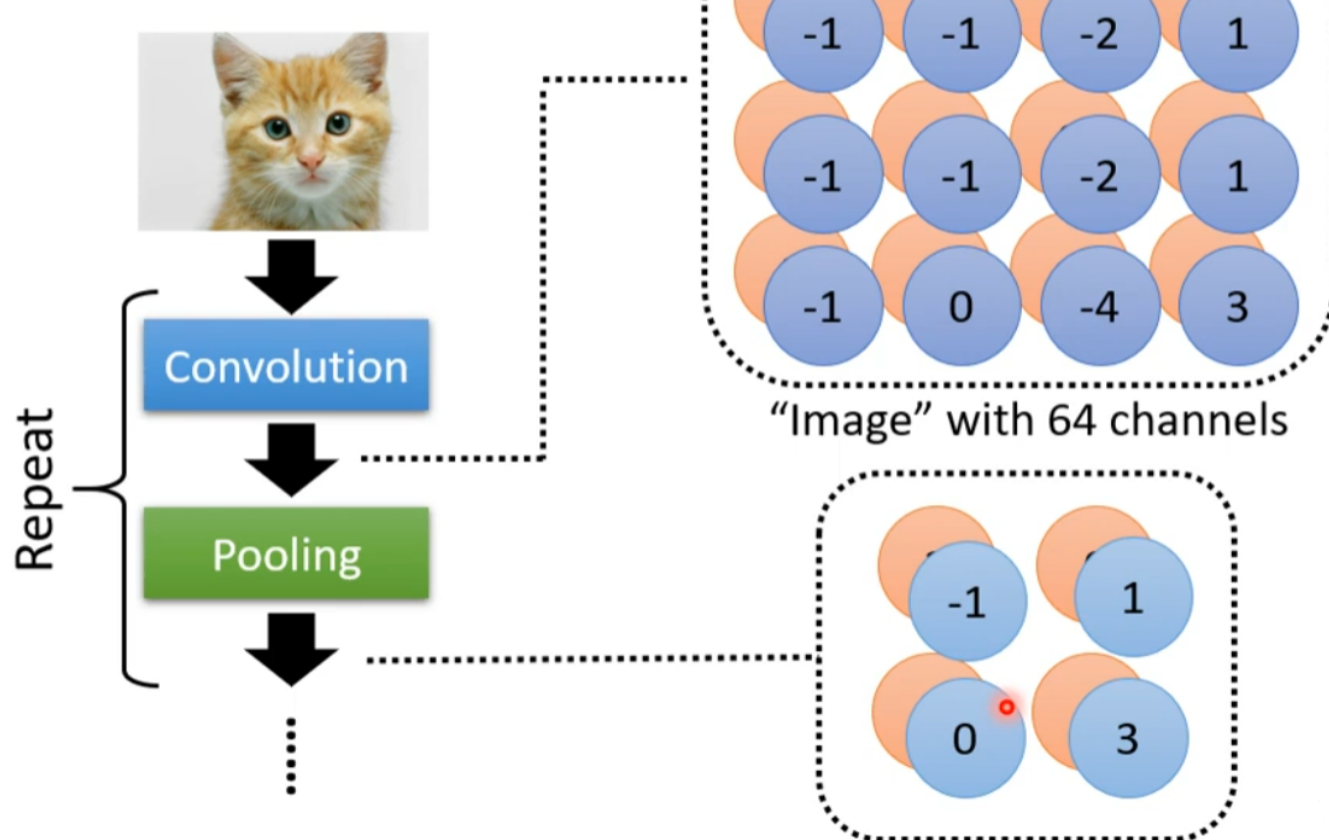 -1 -1 -2 1
-1 -1 -2 1
-1 0 -4 3
Convolution
"Image" with 64 channels
Repeat
Pooling
-1 1
0 3